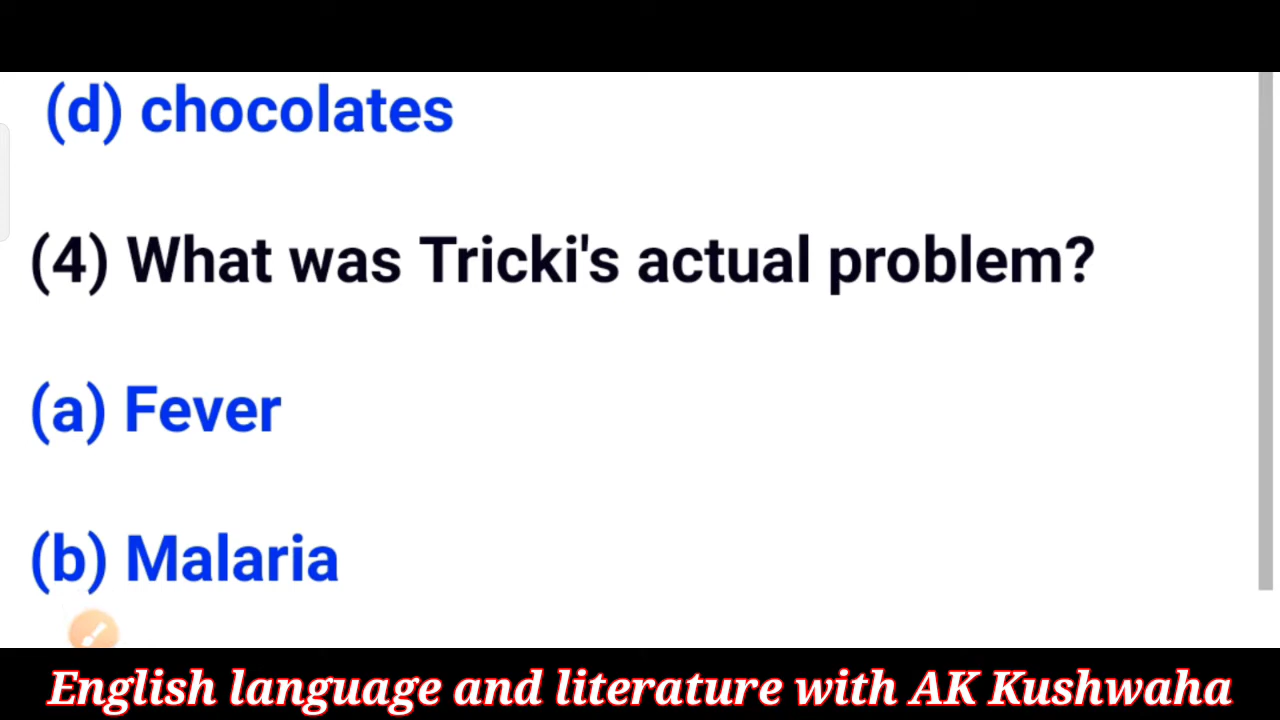 (d) chocolates
(4) What was Tricki's actual problem?
(a) Fever
(b) Malaria
English language and literature with AK Kushwaha